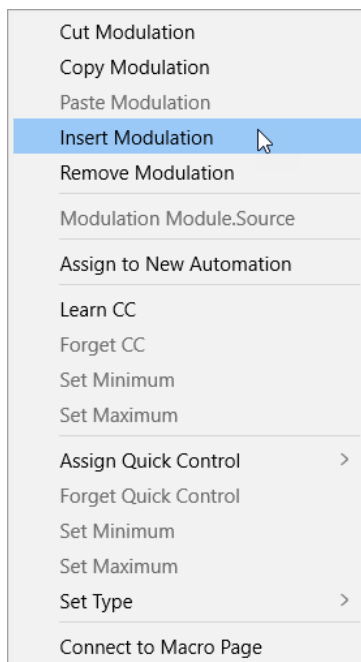 Cut Modulation
Copy Modulation
Paste Modulation
Insert Modulation
Remove Modulation
Modulation Module.Source
Assign to New Automation
Learn CC
Forget CC
Set Minimum
Set Maximum
Assign Quick Control
Forget Quick Control
Set Minimum
Set Maximum
Set Type
Connect to Macro Page